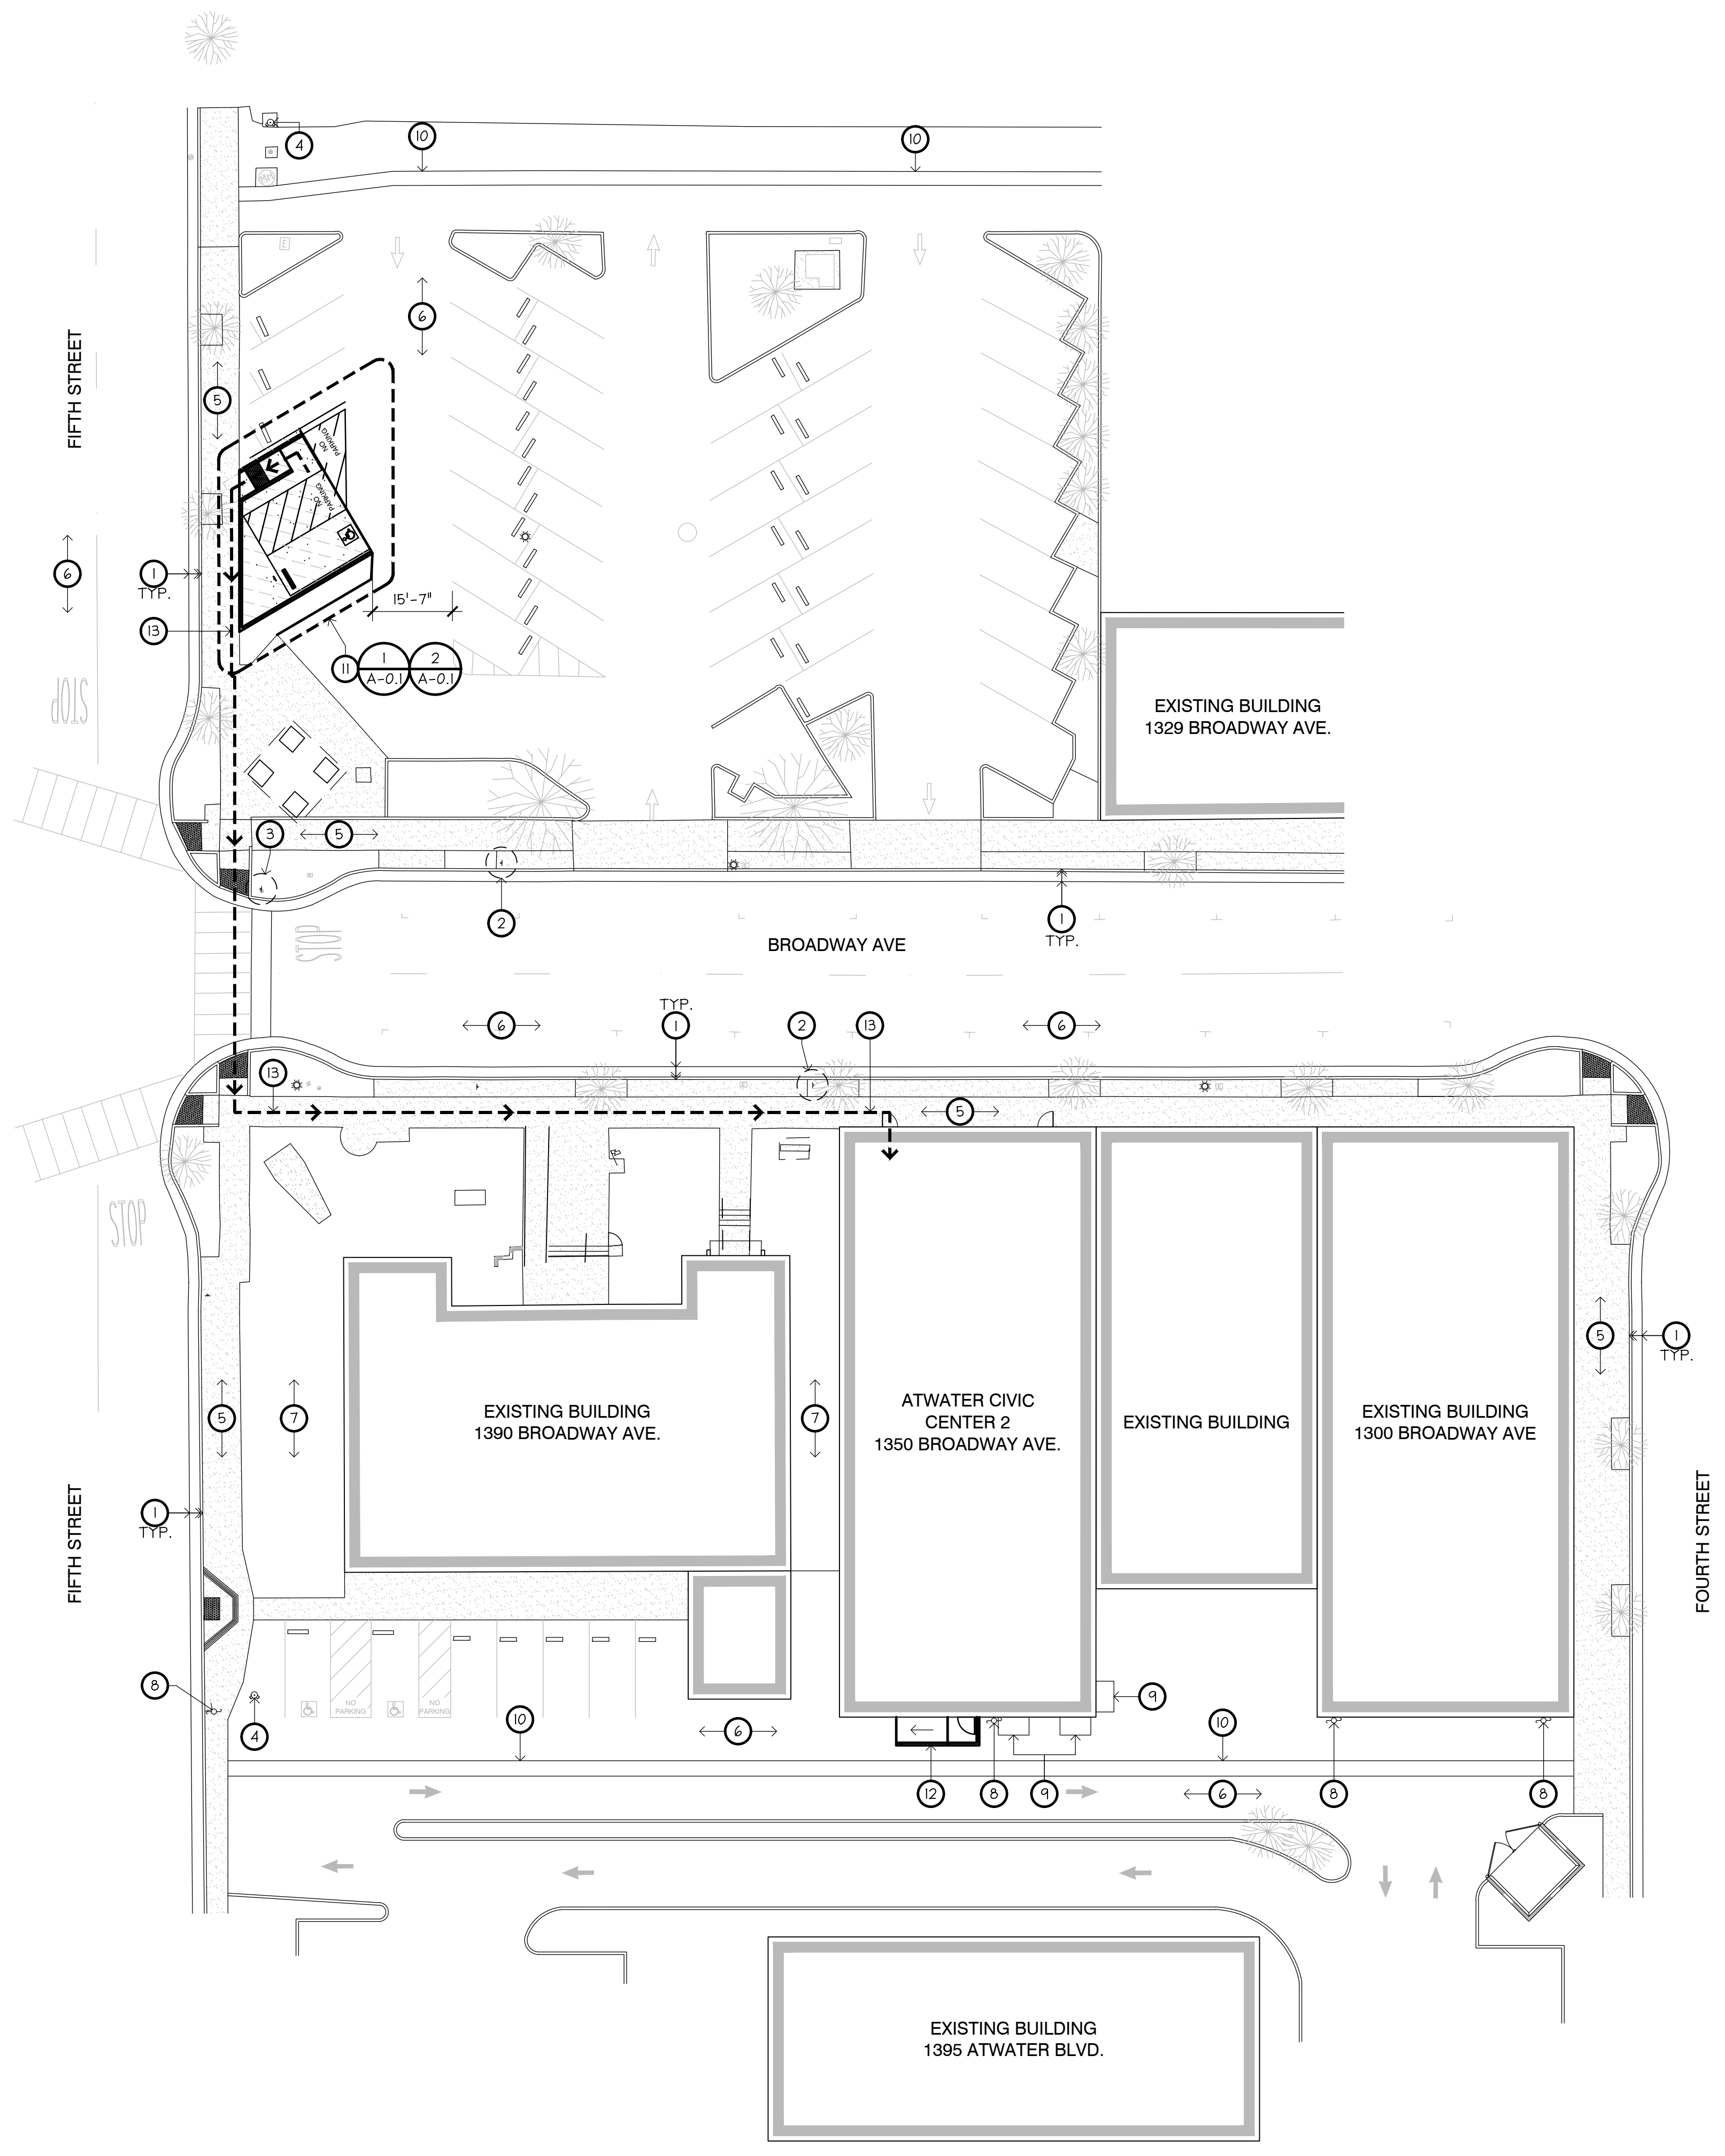 4
10
10
E
6
5
FIFTH STREET
NO
PARKING
NO
PARKING
6
1
TYP.
13
15'-7"
11
1
A-0.1
2
A-0.1
STOP
EXISTING BUILDING
1329 BROADWAY AVE.
3
5
2
1
TYP.
STOP
BROADWAY AVE
6
TYP.
1
2
13
6
13
5
STOP
5
1
TYP.
5
7
EXISTING BUILDING
1390 BROADWAY AVE.
7
ATWATER CIVIC
CENTER 2
1350 BROADWAY AVE.
EXISTING BUILDING
EXISTING BUILDING
1300 BROADWAY AVE
FIFTH STREET
1
TYP.
FOURTH STREET
8
4
NO
PARKING
NO
PARKING
10
6
9
10
12
8
9
6
8
8
EXISTING BUILDING
1395 ATWATER BLVD.